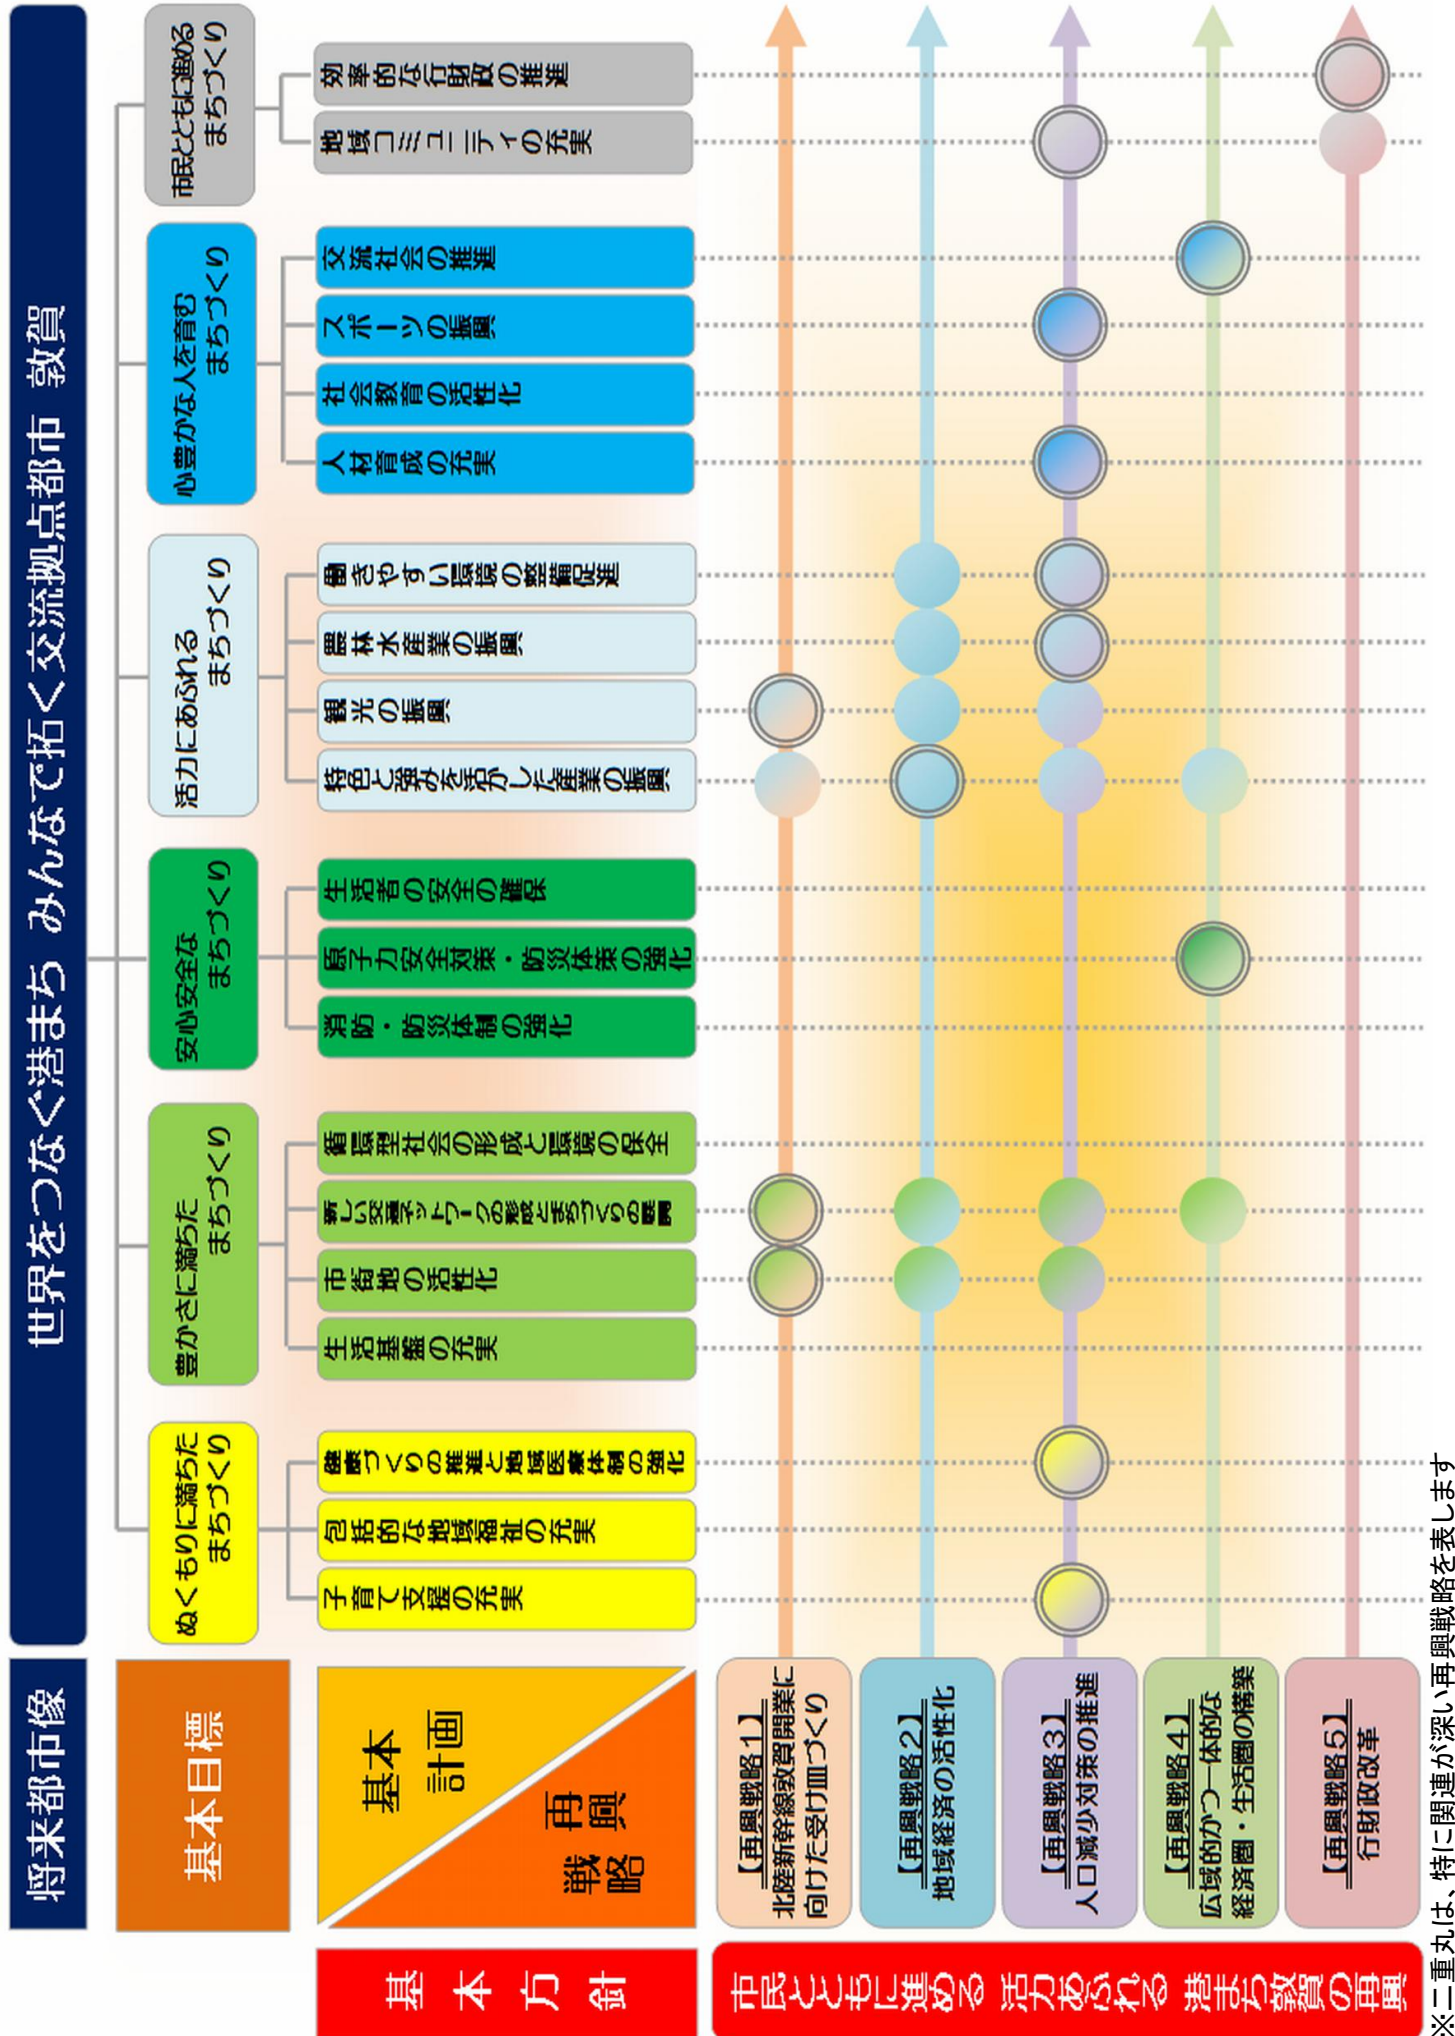 将来都市像
世界をつなぐ港まち みんなで拓く交流拠点都市 敦賀
基本目標
ぬくもりに満ちた
まちづくり
豊かさに満ちた
まちづくり
安心安全な
まちづくり
活力にあふれる
まちづくり
心豊かな人を育む
まちづくり
市民とともに進める
まちづくり
基本方針
基本
計画
再興
戦略
子育て支援の充実
包括的な地域福祉の充実
健康づくりの推進と地域医療体制の強化
生活基盤の充実
市街地の活性化
新しい交通ネットワークの形成とまちづくりの展開
循環型社会の形成と環境の保全
消防・防災体制の強化
原子力安全対策・防災体策の強化
生活者の安全の確保
特色と強みを活かした産業の振興
観光の振興
農林水産業の振興
働きやすい環境の整備促進
人材育成の充実
社会教育の活性化
スポーツの振興
交流社会の推進
地域コミュニティの充実
効率的な行財政の推進
市民とともに進める 活力あふれる 港まち敦賀の再興
【再興戦略1】
北陸新幹線敦賀開業に
向けた受け皿づくり
【再興戦略2】
地域経済の活性化
【再興戦略3】
人口減少対策の推進
【再興戦略4】
広域的かつ一体的な
経済圏・生活圏の構築
【再興戦略5】
行財政改革
※二重丸は、特に関連が深い再興戦略を表します